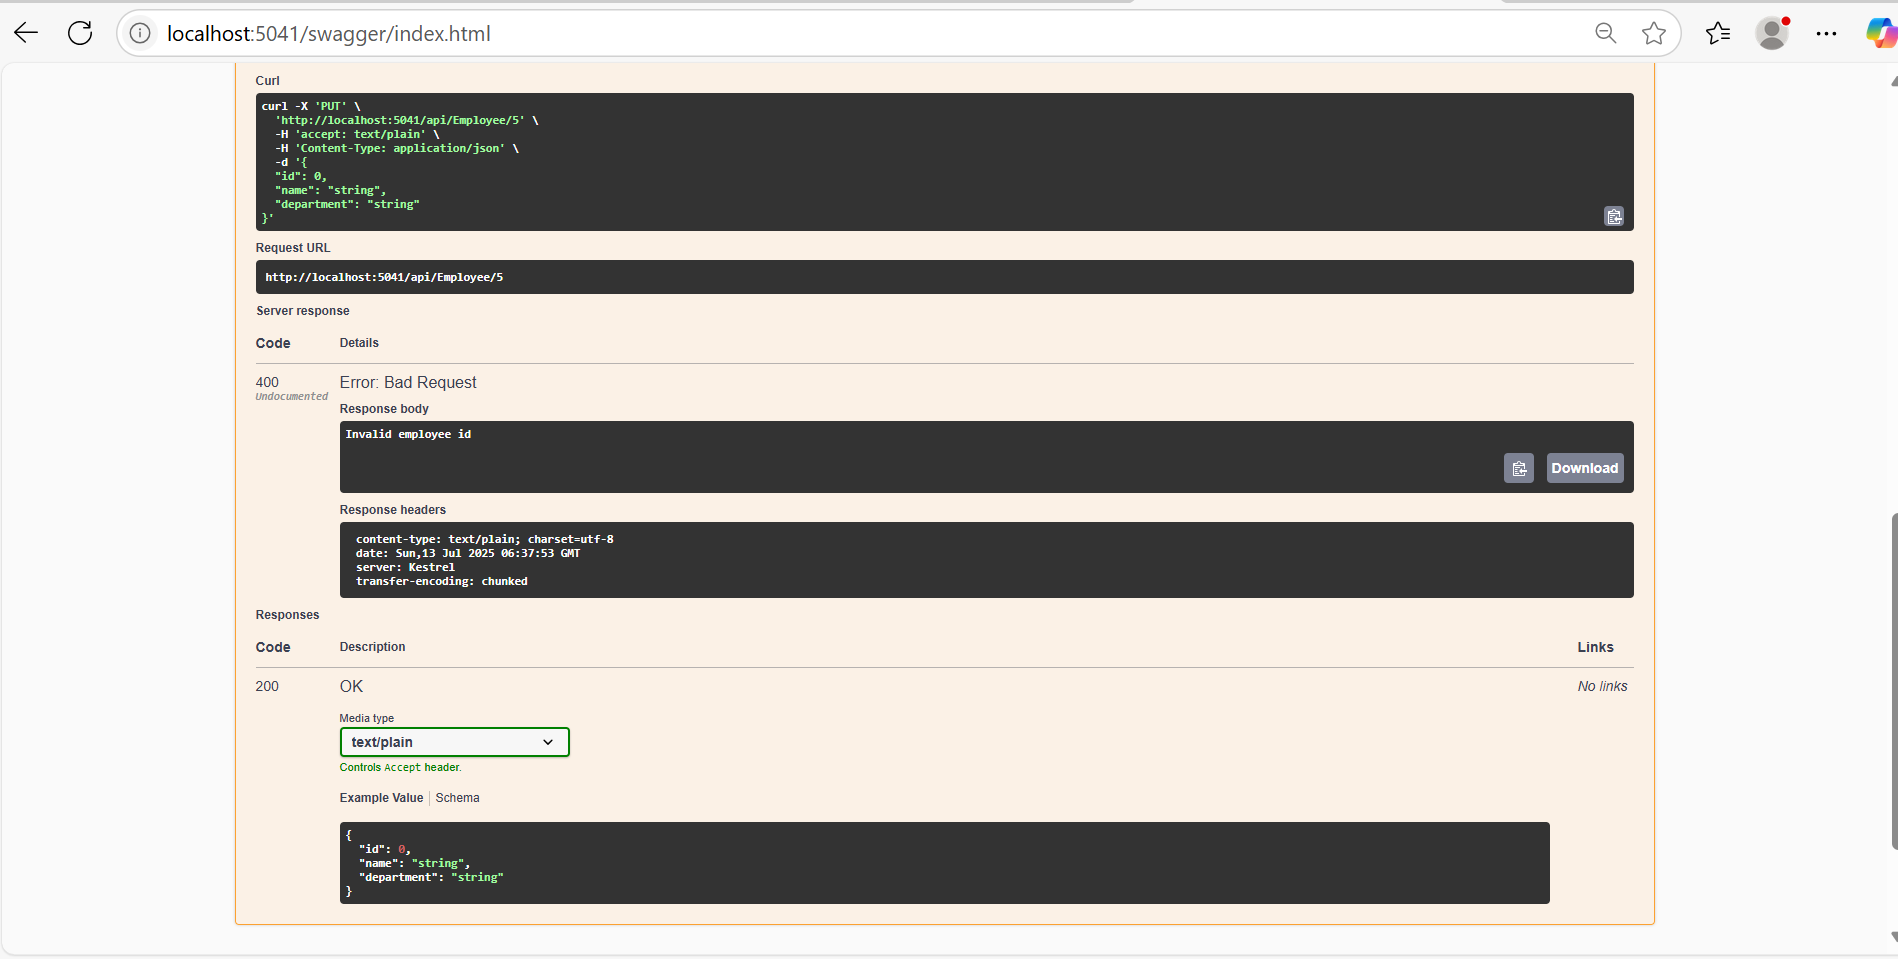 localhost:5041/swagger/index.html
Curl
curl -X 'PUT' \
  'http://localhost:5041/api/Employee/5' \
  -H 'accept: text/plain' \
  -H 'Content-Type: application/json' \
  -d '{
  "id": 0,
  "name": "string",
  "department": "string"
}'
Request URL
http://localhost:5041/api/Employee/5
Server response
Code Details
400 Error: Bad Request
Undocumented
Response body
Invalid employee id
Download
Response headers
content-type: text/plain; charset=utf-8
date: Sun,13 Jul 2025 06:37:53 GMT
server: Kestrel
transfer-encoding: chunked
Responses
Code Description Links
200 OK No links
Media type
text/plain
Controls Accept header.
Example Value Schema
{
  "id": 0,
  "name": "string",
  "department": "string"
}